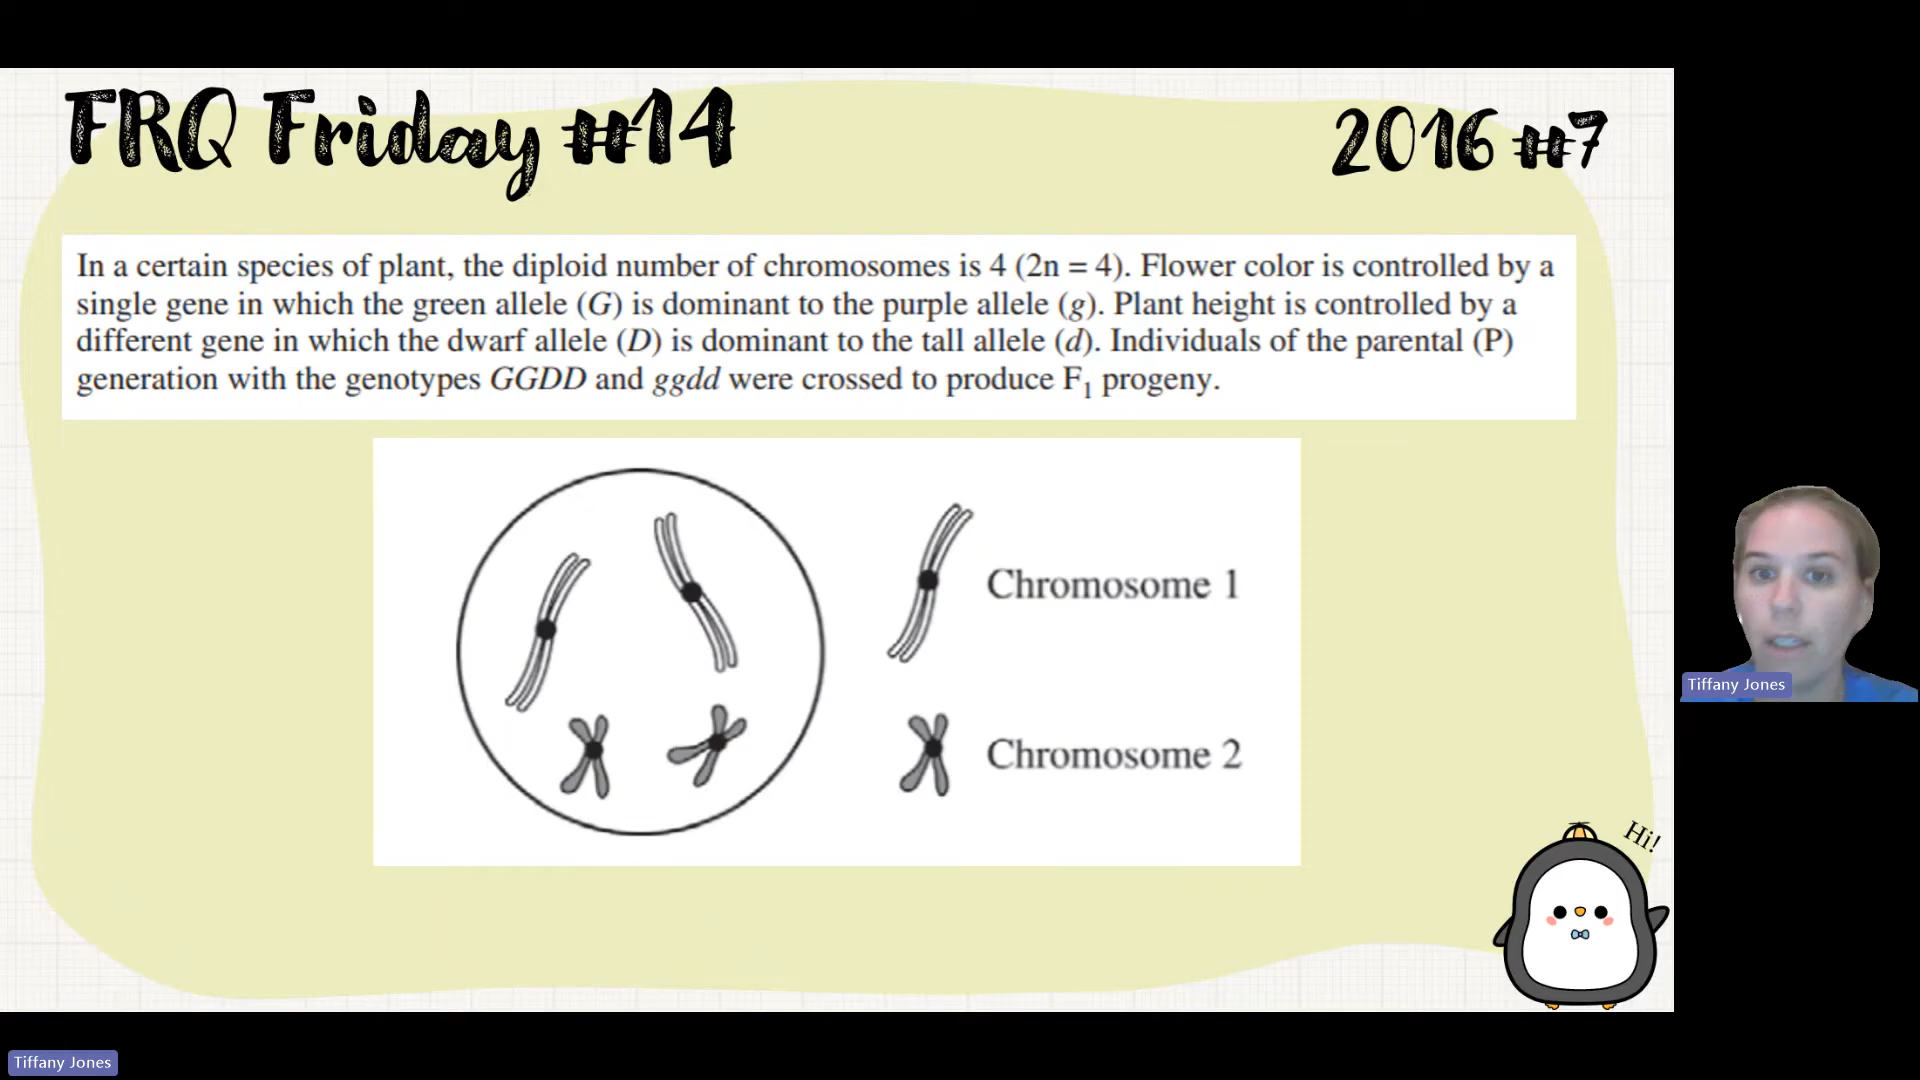 FRQ Friday #14
2016 #7
In a certain species of plant, the diploid number of chromosomes is 4 (2n = 4). Flower color is controlled by a
single gene in which the green allele (G) is dominant to the purple allele (g). Plant height is controlled by a
different gene in which the dwarf allele (D) is dominant to the tall allele (d). Individuals of the parental (P)
generation with the genotypes GGDD and ggdd were crossed to produce F₁ progeny.
Chromosome 1
Chromosome 2
Hi!
Tiffany Jones
Tiffany Jones